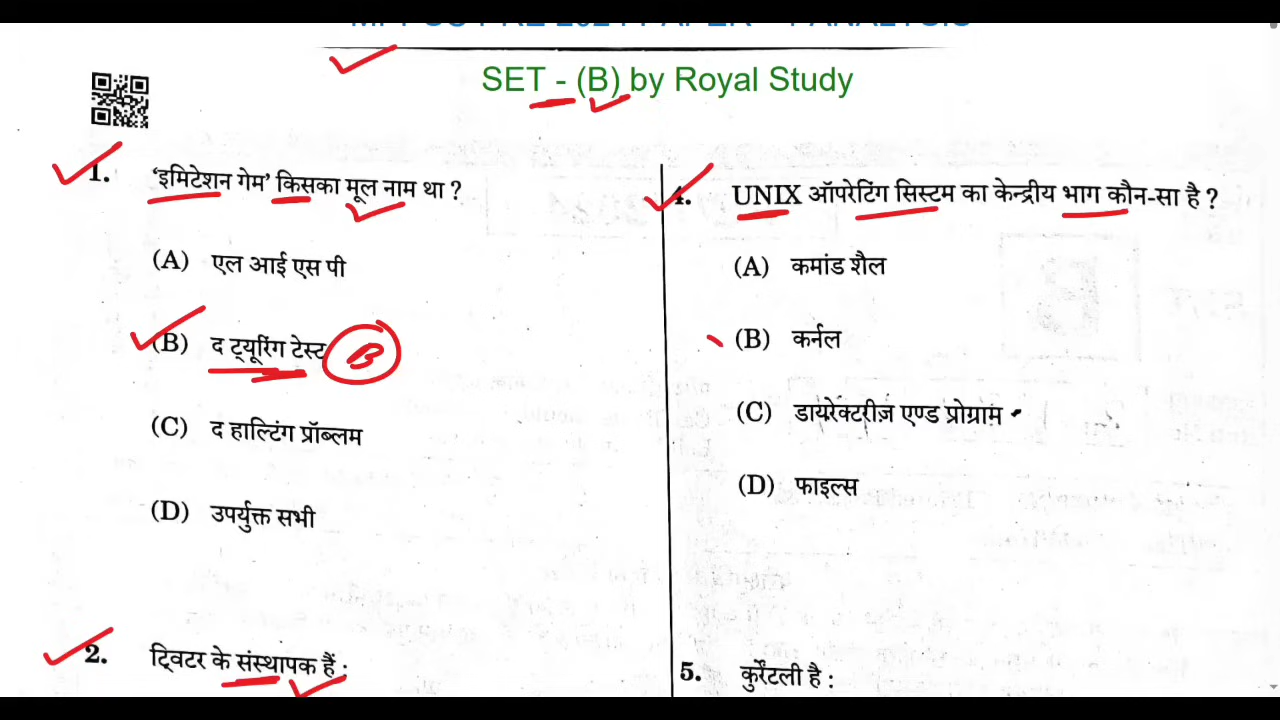 SET - (B) by Royal Study
1. ‘इमिटेशन गेम’ किसका मूल नाम था ?
(A) एल आई एस पी
(B) द ट्यूरिंग टेस्ट B
(C) द हाल्टिंग प्रॉब्लम
(D) उपर्युक्त सभी
2. ट्विटर के संस्थापक हैं :
4. UNIX ऑपरेटिंग सिस्टम का केन्द्रीय भाग कौन-सा है ?
(A) कमांड शैल
(B) कर्नल
(C) डायरेक्टरीज़ एण्ड प्रोग्राम
(D) फाइल्स
5. कुर्रेंटली है :